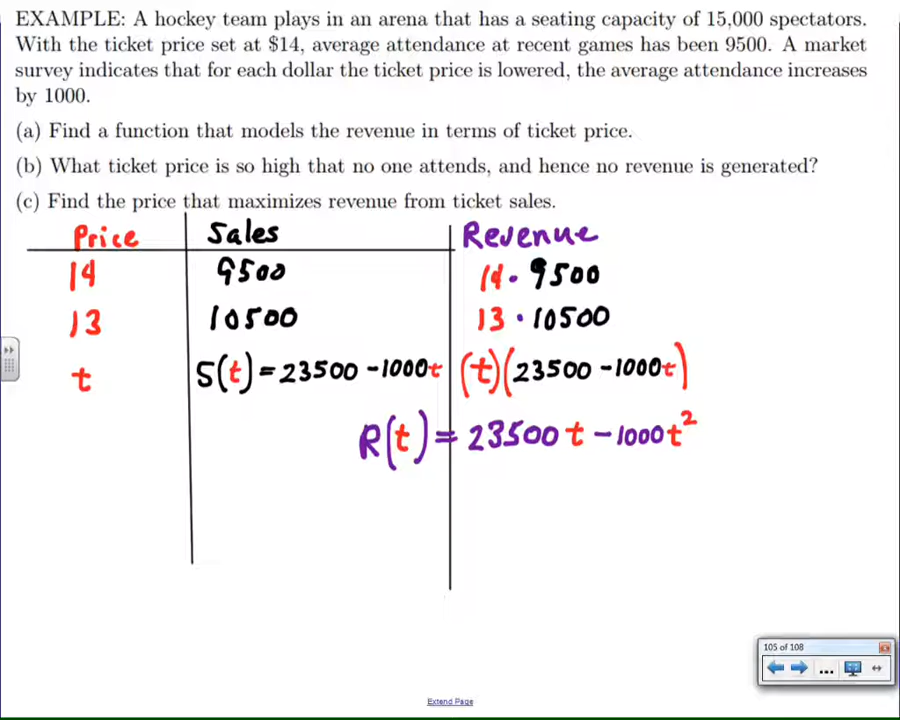 EXAMPLE: A hockey team plays in an arena that has a seating capacity of 15,000 spectators.
With the ticket price set at $14, average attendance at recent games has been 9500. A market
survey indicates that for each dollar the ticket price is lowered, the average attendance increases
by 1000.
(a) Find a function that models the revenue in terms of ticket price.
(b) What ticket price is so high that no one attends, and hence no revenue is generated?
(c) Find the price that maximizes revenue from ticket sales.
Price Sales Revenue
14 9500 14 · 9500
13 10500 13 · 10500
t S(t) = 23500 - 1000t (t)(23500 - 1000t)
R(t) = 23500t - 1000t²
105 of 108
...
Extend Page